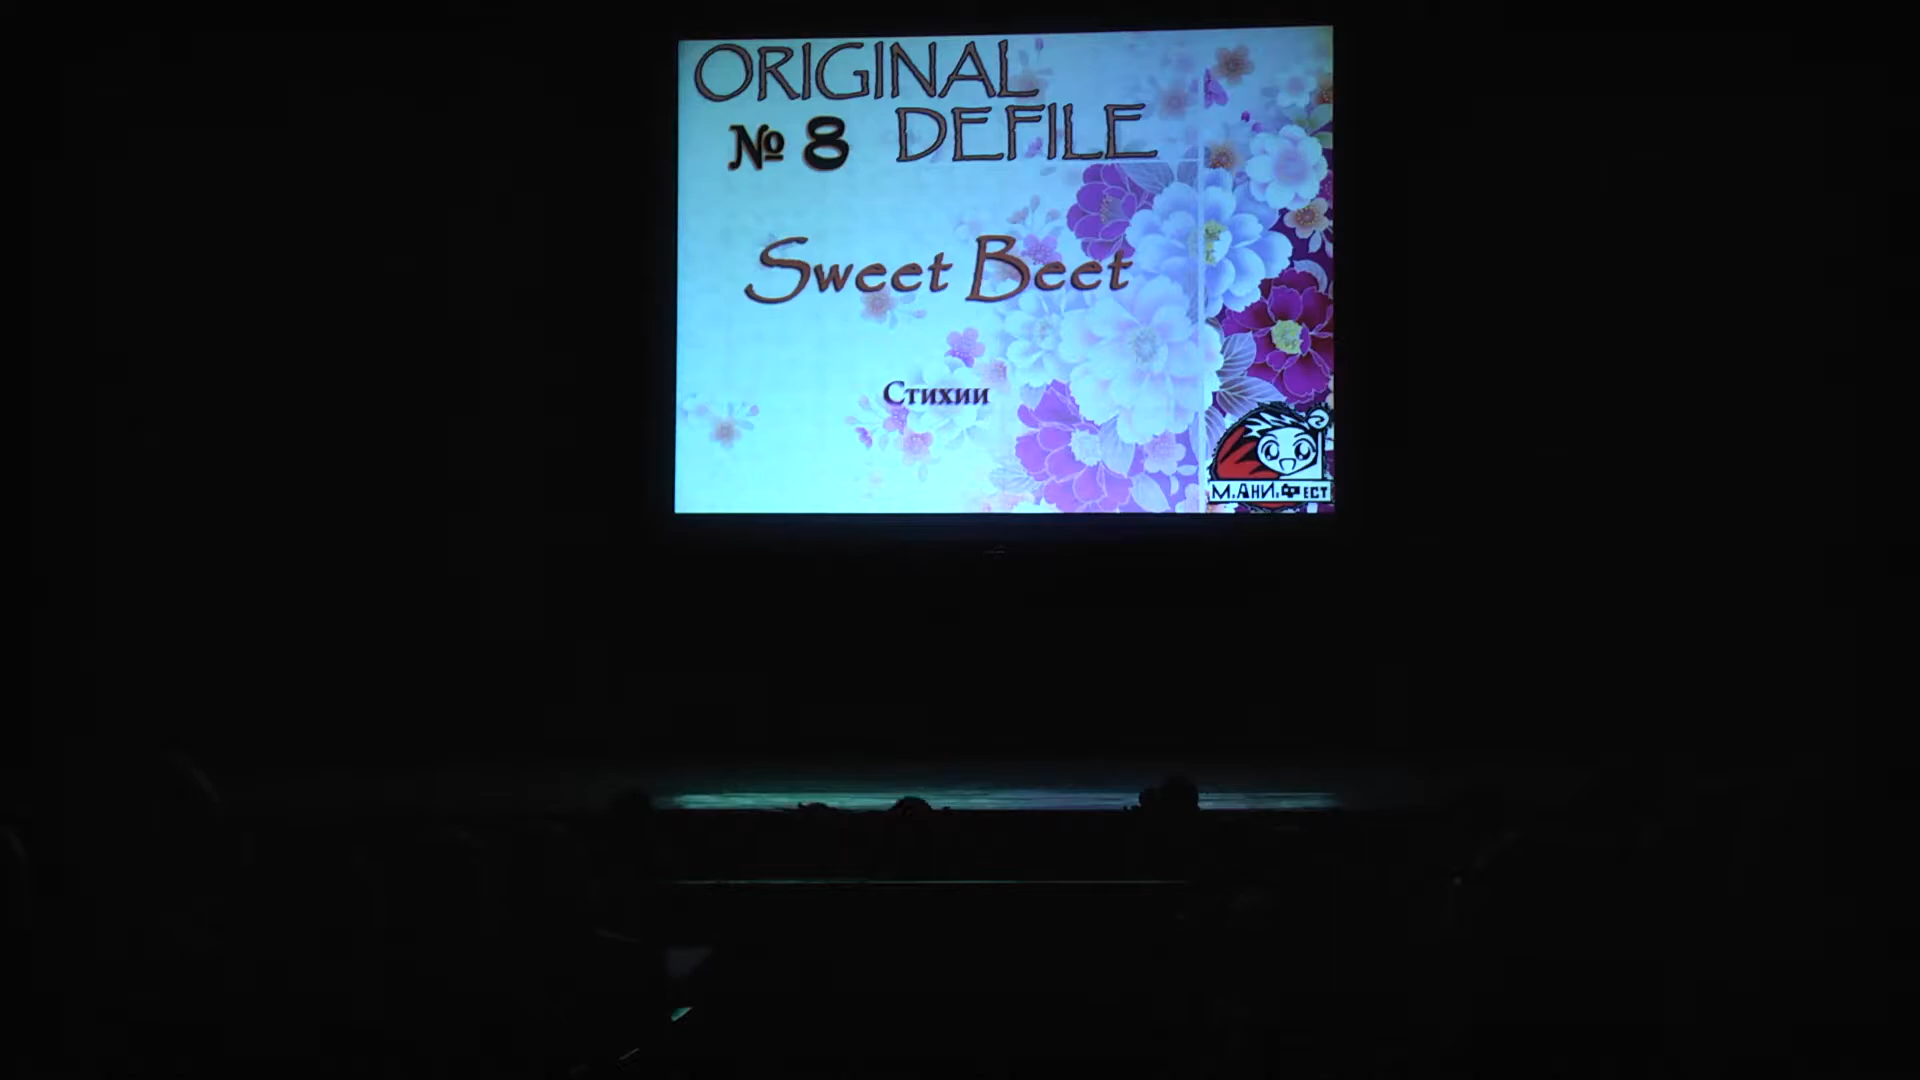 ORIGINAL
DEFILE
№ 8
Sweet Beet
Стихии
М.АНИ.Фест